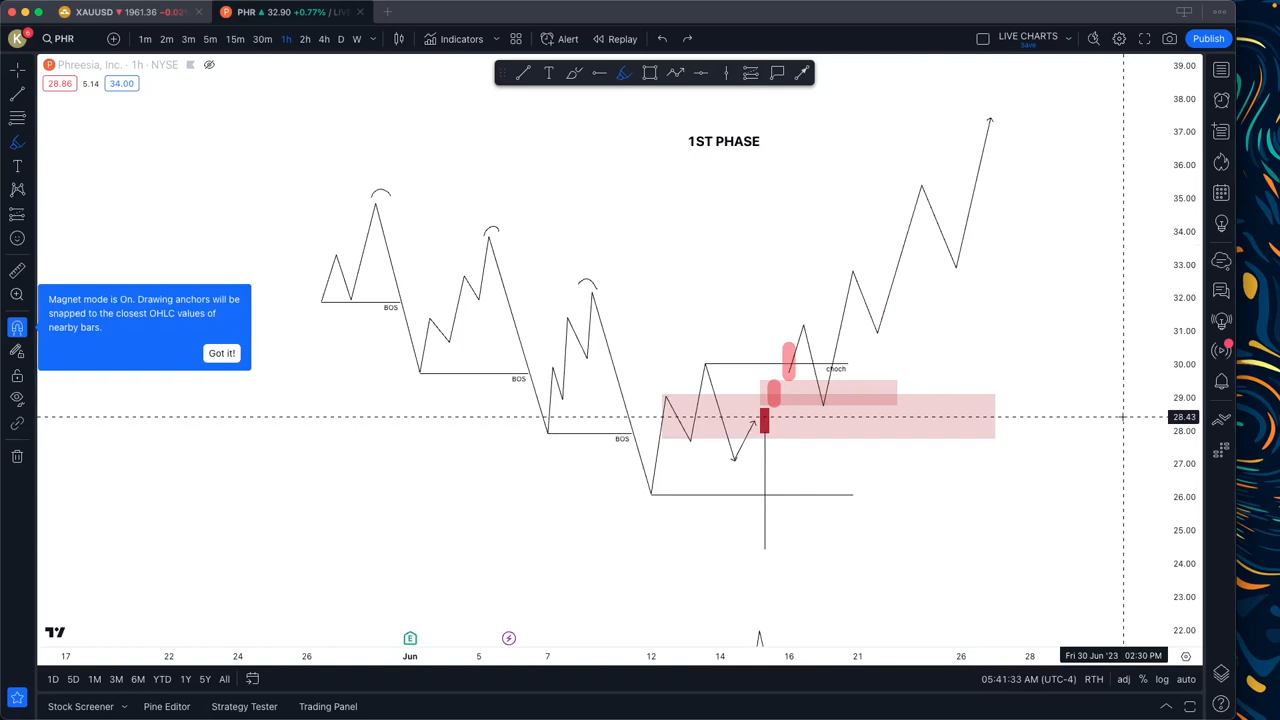 XAUUSD ▼ 1961.36 −0.02%
PHR ▲ 32.90 +0.77% / LIVE
K
6
PHR
1m 2m 3m 5m 15m 30m 1h 2h 4h D W
Indicators
Alert
Replay
LIVE CHARTS
Save
Publish
Phreesia, Inc. · 1h · NYSE
28.86 5.14 34.00
1ST PHASE
BOS
BOS
BOS
choch
Magnet mode is On. Drawing anchors will be
snapped to the closest OHLC values of
nearby bars.
Got it!
39.00
38.00
37.00
36.00
35.00
34.00
33.00
32.00
31.00
30.00
29.00
28.43
28.00
27.00
26.00
25.00
24.00
23.00
22.00
E
17 22 24 26 Jun 5 7 12 14 16 21 26 28
Fri 30 Jun '23 02:30 PM
1D 5D 1M 3M 6M YTD 1Y 5Y All
05:41:33 AM (UTC-4) RTH adj % log auto
Stock Screener Pine Editor Strategy Tester Trading Panel